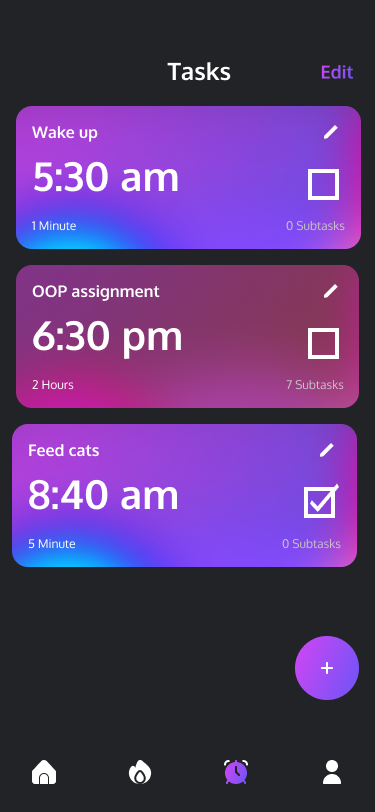 Tasks
Edit
Wake up
5:30 am
1 Minute
0 Subtasks
OOP assignment
6:30 pm
2 Hours
7 Subtasks
Feed cats
8:40 am
5 Minute
0 Subtasks
+